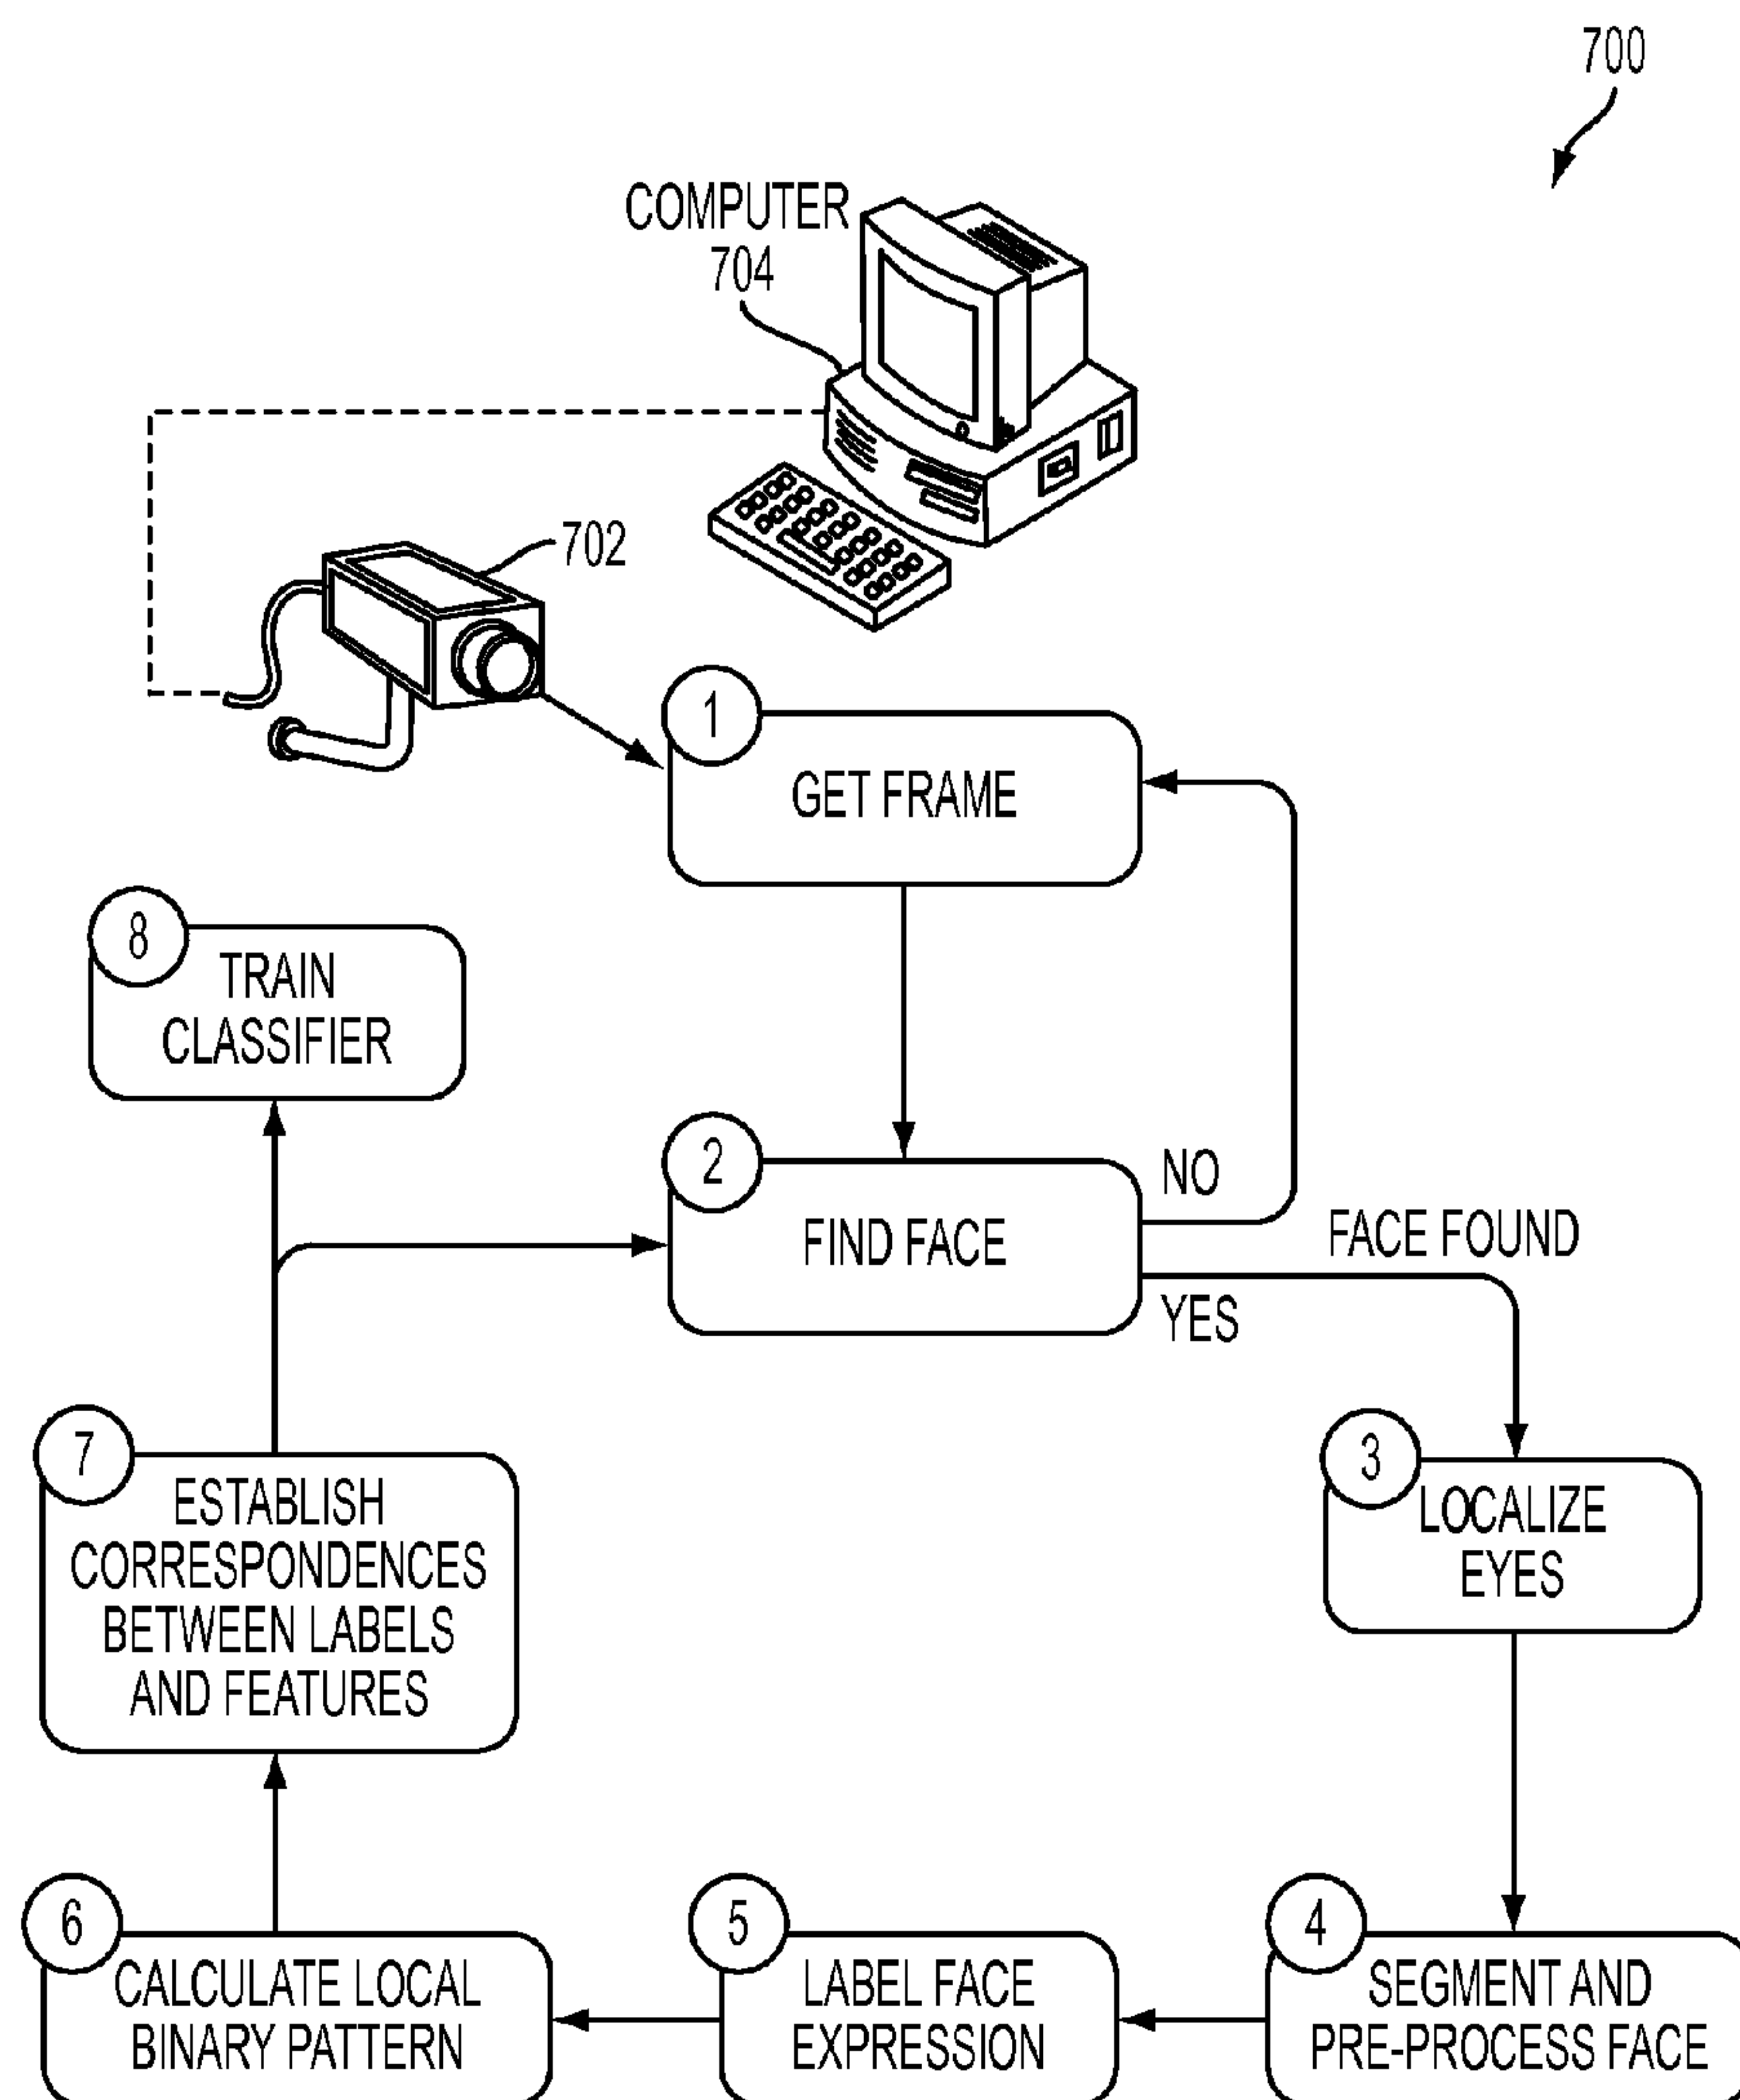 700
COMPUTER
704
702
1
GET FRAME
8
TRAIN
CLASSIFIER
2
FIND FACE
NO
FACE FOUND
YES
7
ESTABLISH
CORRESPONDENCES
BETWEEN LABELS
AND FEATURES
3
LOCALIZE
EYES
6
CALCULATE LOCAL
BINARY PATTERN
5
LABEL FACE
EXPRESSION
4
SEGMENT AND
PRE-PROCESS FACE